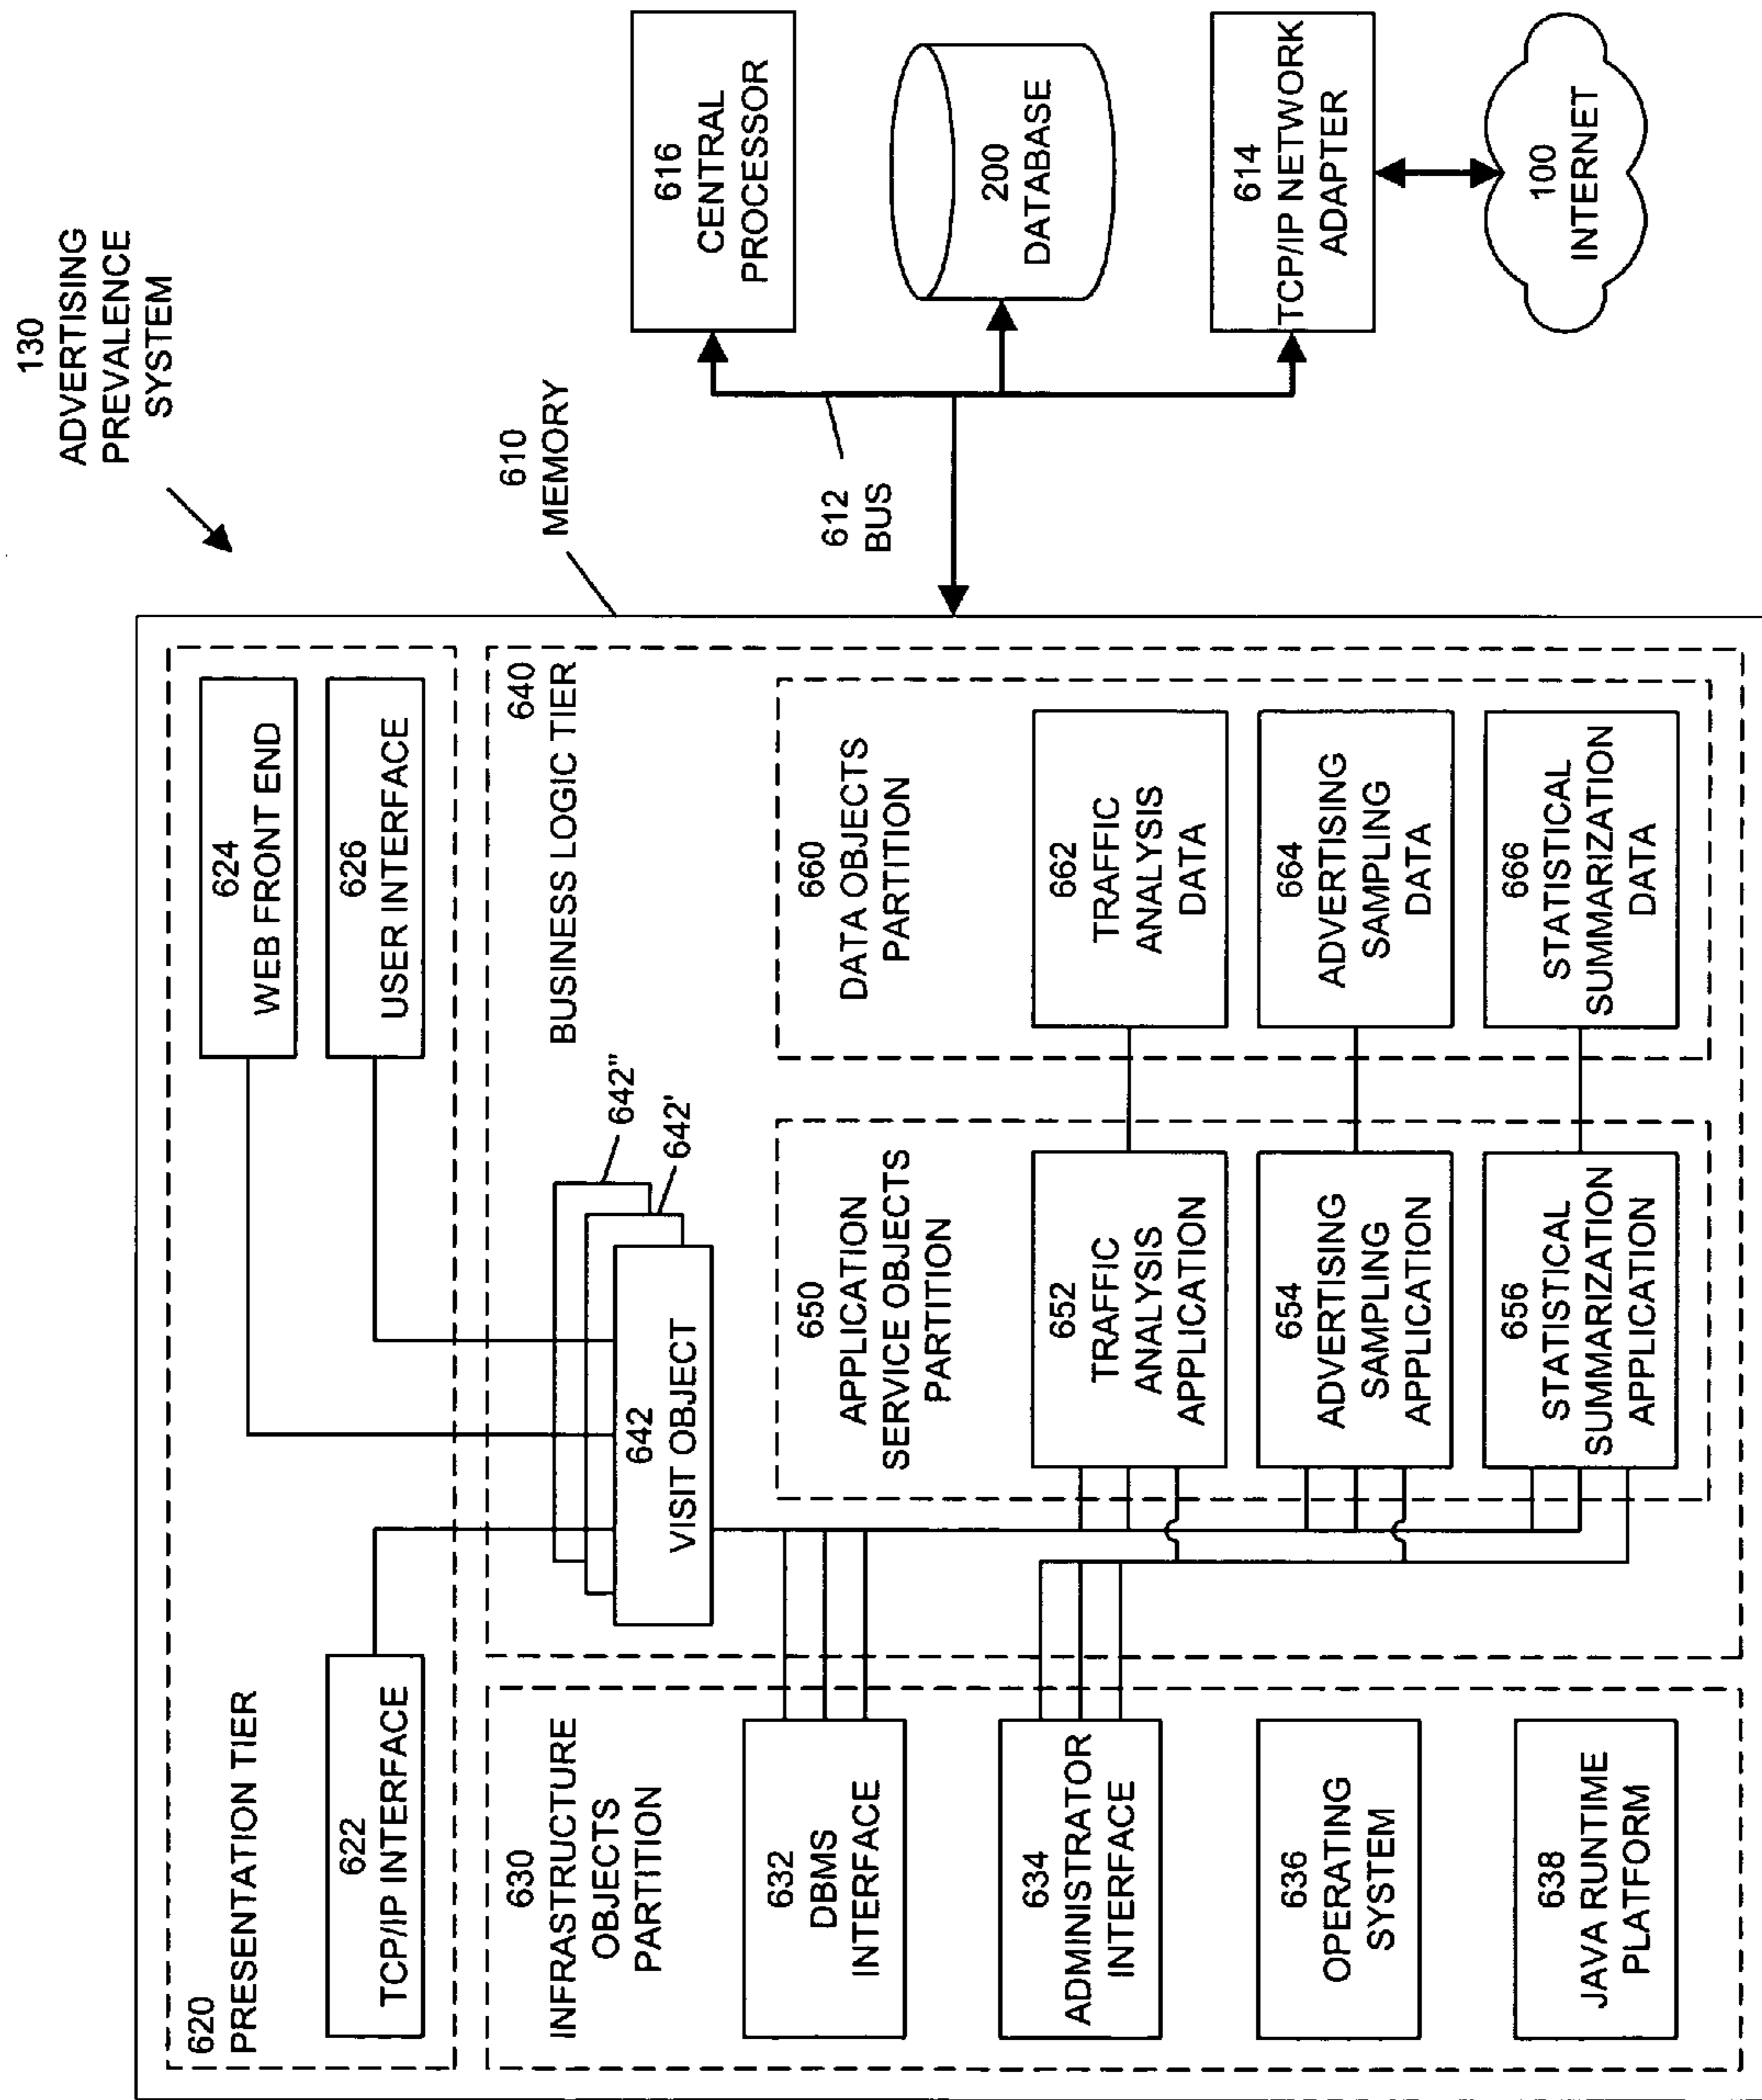 130
ADVERTISING
PREVALENCE
SYSTEM
610
MEMORY
620
PRESENTATION TIER
622
TCP/IP INTERFACE
624
WEB FRONT END
626
USER INTERFACE
630
INFRASTRUCTURE
OBJECTS
PARTITION
632
DBMS
INTERFACE
634
ADMINISTRATOR
INTERFACE
636
OPERATING
SYSTEM
638
JAVA RUNTIME
PLATFORM
640
BUSINESS LOGIC TIER
642"
642'
642
VISIT OBJECT
650
APPLICATION
SERVICE OBJECTS
PARTITION
652
TRAFFIC
ANALYSIS
APPLICATION
654
ADVERTISING
SAMPLING
APPLICATION
656
STATISTICAL
SUMMARIZATION
APPLICATION
660
DATA OBJECTS
PARTITION
662
TRAFFIC
ANALYSIS
DATA
664
ADVERTISING
SAMPLING
DATA
666
STATISTICAL
SUMMARIZATION
DATA
612
BUS
616
CENTRAL
PROCESSOR
200
DATABASE
614
TCP/IP NETWORK
ADAPTER
100
INTERNET